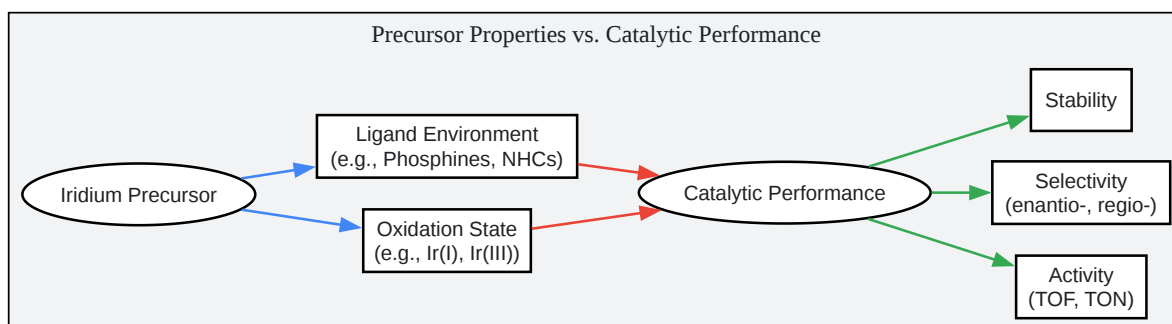 Precursor Properties vs. Catalytic Performance
Iridium Precursor
Ligand Environment
(e.g., Phosphines, NHCs)
Oxidation State
(e.g., Ir(I), Ir(III))
Catalytic Performance
Stability
Selectivity
(enantio-, regio-)
Activity
(TOF, TON)